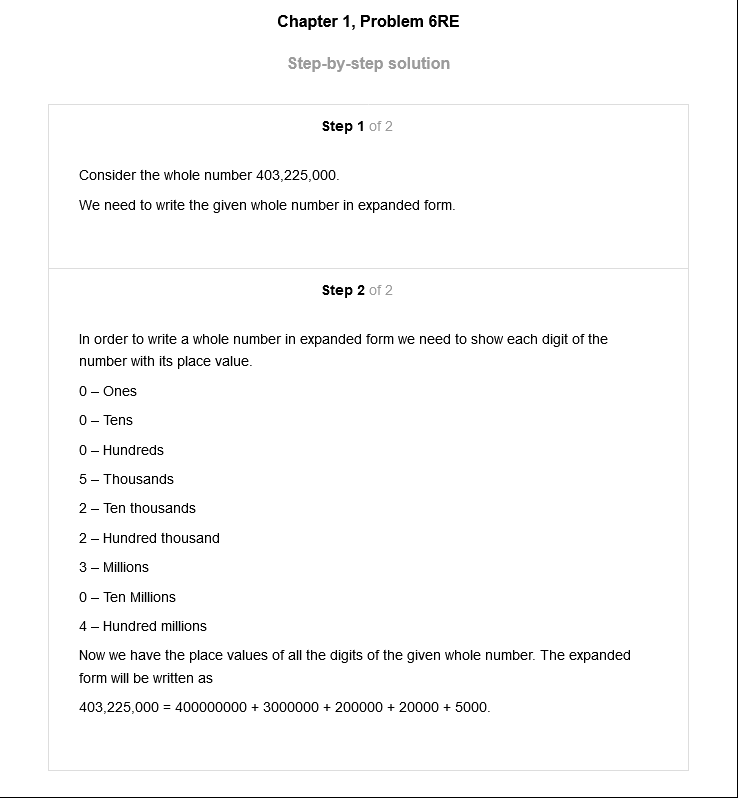 Chapter 1, Problem 6RE
Step-by-step solution
Step 1 of 2
Consider the whole number 403,225,000.
We need to write the given whole number in expanded form.
Step 2 of 2
In order to write a whole number in expanded form we need to show each digit of the
number with its place value.
0 – Ones
0 – Tens
0 – Hundreds
5 – Thousands
2 – Ten thousands
2 – Hundred thousand
3 – Millions
0 – Ten Millions
4 – Hundred millions
Now we have the place values of all the digits of the given whole number. The expanded
form will be written as
403,225,000 = 400000000 + 3000000 + 200000 + 20000 + 5000.